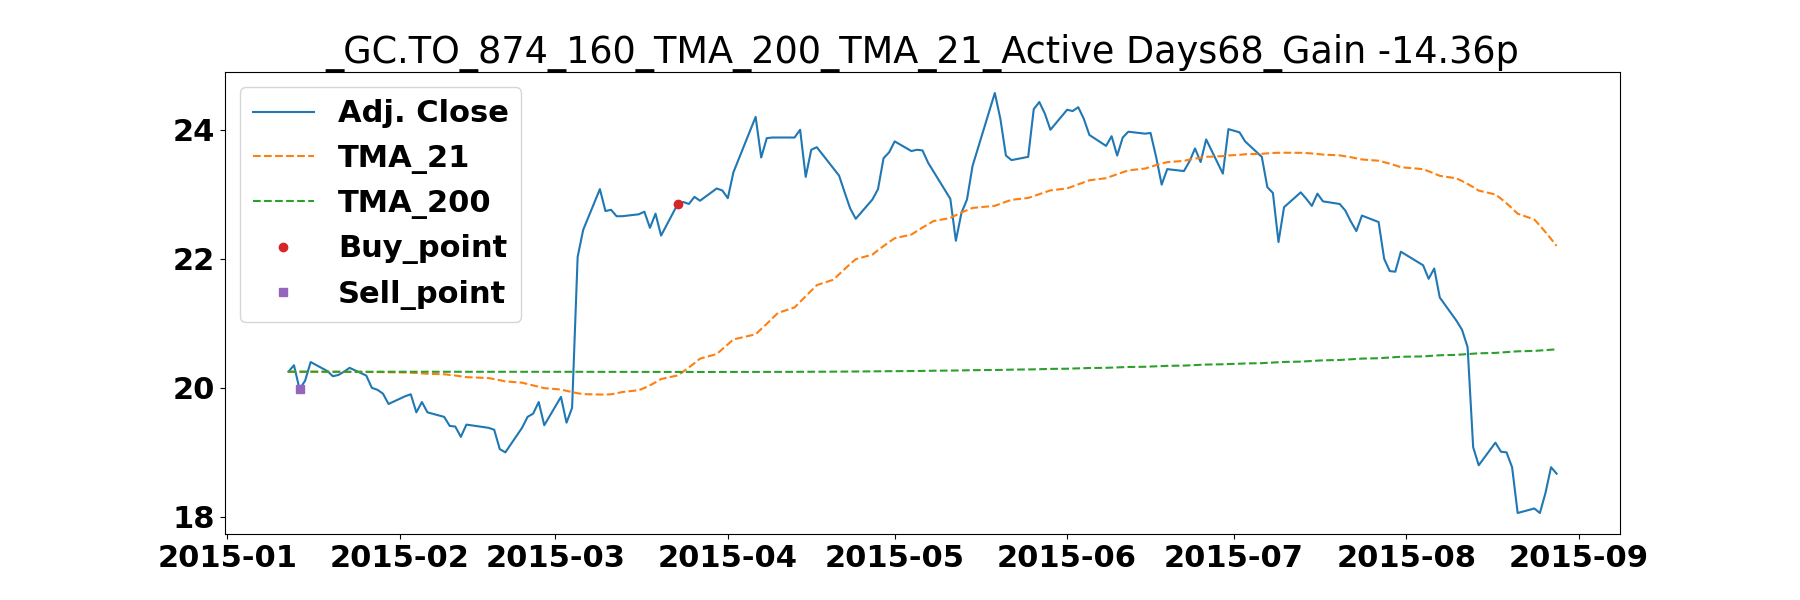 _GC.TO_874_160_TMA_200_TMA_21_Active Days68_Gain -14.36p
Adj. Close
TMA_21
TMA_200
Buy_point
Sell_point
24
22
20
18
2015-01 2015-02 2015-03 2015-04 2015-05 2015-06 2015-07 2015-08 2015-09